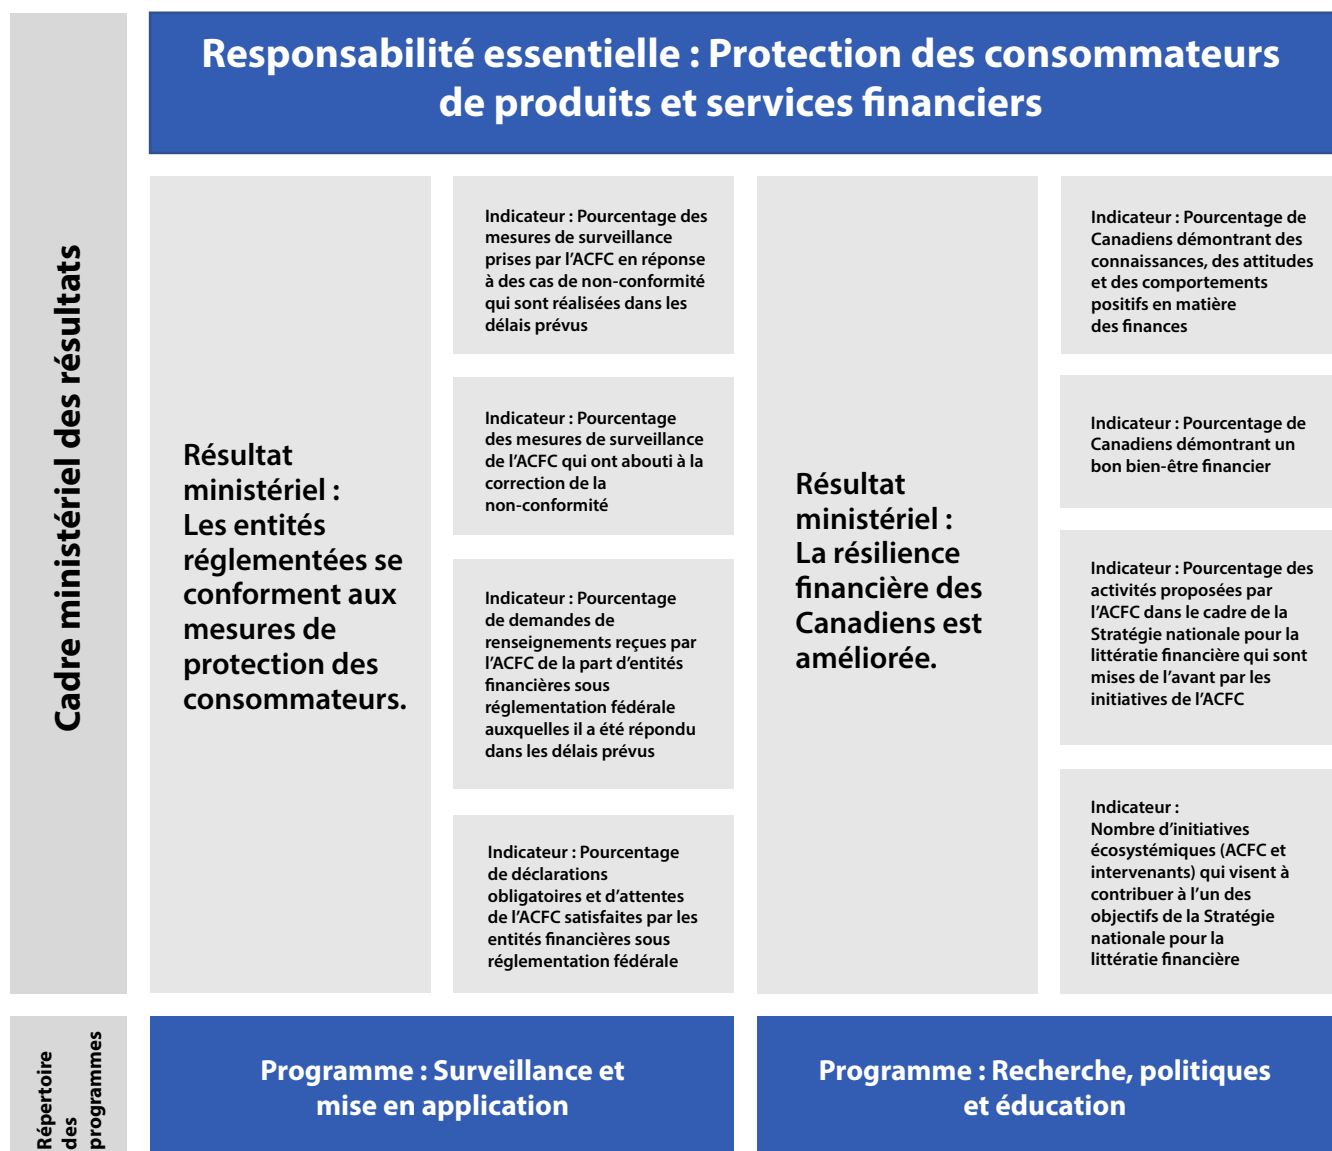 Responsabilité essentielle : Protection des consommateurs
de produits et services financiers
Cadre ministériel des résultats
Résultat
ministériel :
Les entités
réglementées se
conforment aux
mesures de
protection des
consommateurs.
Indicateur : Pourcentage des
mesures de surveillance
prises par l’ACFC en réponse
à des cas de non-conformité
qui sont réalisées dans les
délais prévus
Indicateur : Pourcentage
des mesures de surveillance
de l’ACFC qui ont abouti à la
correction de la
non-conformité
Indicateur : Pourcentage
de demandes de
renseignements reçues par
l’ACFC de la part d’entités
financières sous
réglementation fédérale
auxquelles il a été répondu
dans les délais prévus
Indicateur : Pourcentage
de déclarations
obligatoires et d’attentes
de l’ACFC satisfaites par les
entités financières sous
réglementation fédérale
Résultat
ministériel :
La résilience
financière des
Canadiens est
améliorée.
Indicateur : Pourcentage de
Canadiens démontrant des
connaissances, des attitudes
et des comportements
positifs en matière
des finances
Indicateur : Pourcentage de
Canadiens démontrant un
bon bien-être financier
Indicateur : Pourcentage des
activités proposées par
l’ACFC dans le cadre de la
Stratégie nationale pour la
littératie financière qui sont
mises de l’avant par les
initiatives de l’ACFC
Indicateur :
Nombre d’initiatives
écosystémiques (ACFC et
intervenants) qui visent à
contribuer à l’un des
objectifs de la Stratégie
nationale pour la
littératie financière
Répertoire
des
programmes
Programme : Surveillance et
mise en application
Programme : Recherche, politiques
et éducation